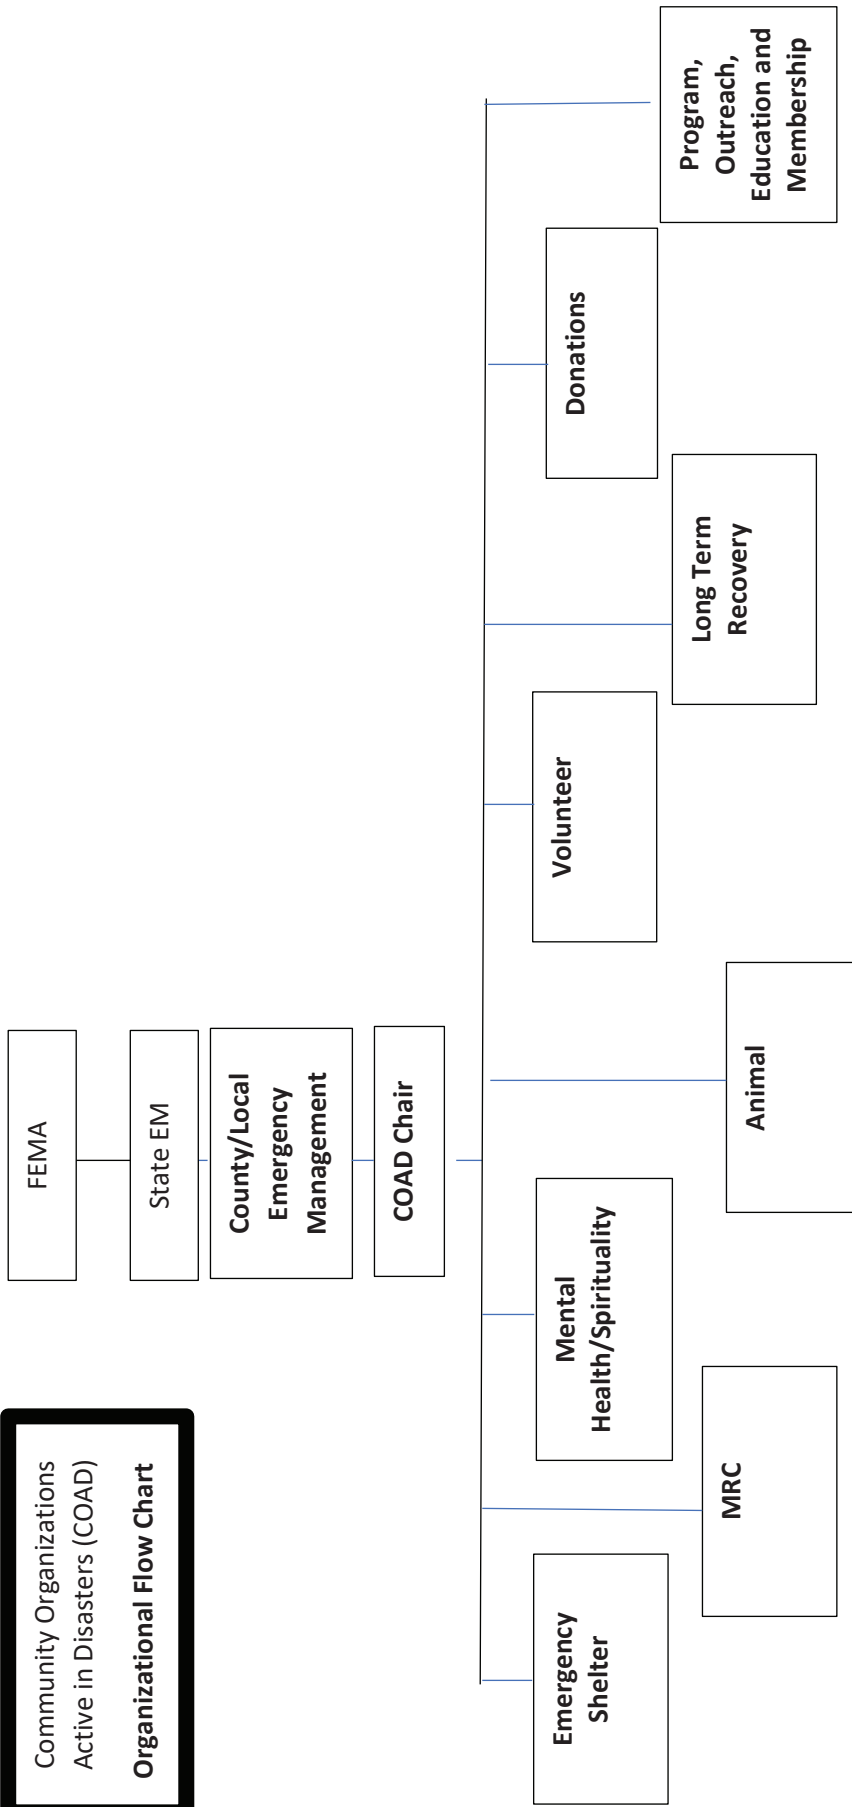 Community Organizations
Active in Disasters (COAD)
Organizational Flow Chart
FEMA
State EM
County/Local
Emergency
Management
COAD Chair
Emergency
Shelter
MRC
Mental
Health/Spirituality
Animal
Volunteer
Long Term
Recovery
Donations
Program,
Outreach,
Education and
Membership